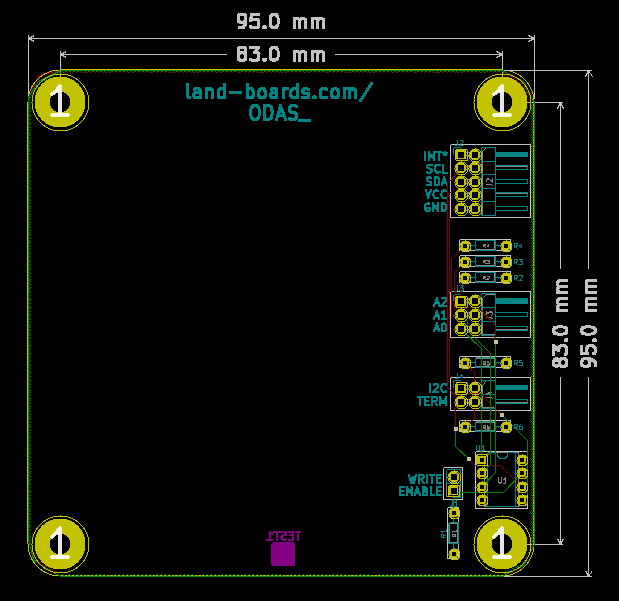 95.0 mm
83.0 mm
1
1
land-boards.com/
ODAS_
INT*
SCL
SDA
VCC
GND
J2
R4
R3
R2
A2
A1
A0
J3
83.0 mm
95.0 mm
R5
I2C
TERM
R6
U1
U1
WRITE
ENABLE
R1
TEST1
1
1